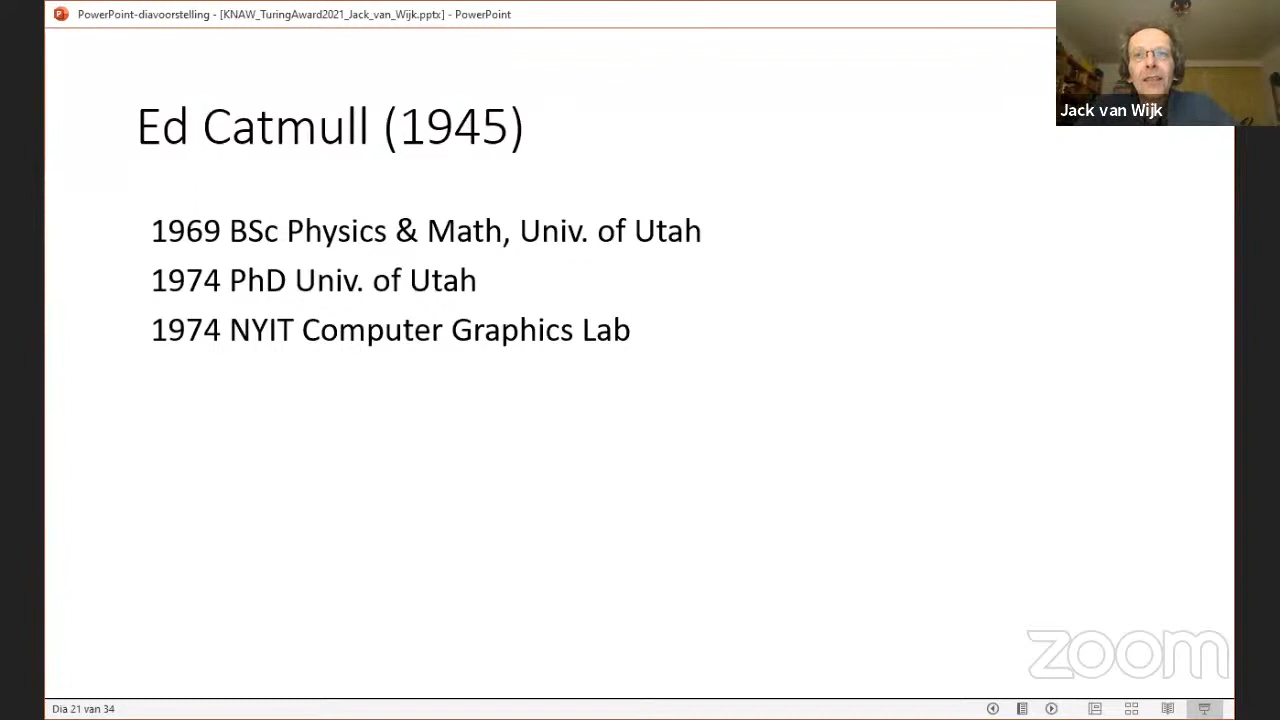 PowerPoint-diavoorstelling - [KNAW_TuringAward2021_Jack_van_Wijk.pptx] - PowerPoint
Jack van Wijk
Ed Catmull (1945)
1969 BSc Physics & Math, Univ. of Utah
1974 PhD Univ. of Utah
1974 NYIT Computer Graphics Lab
zoom
Dia 21 van 34